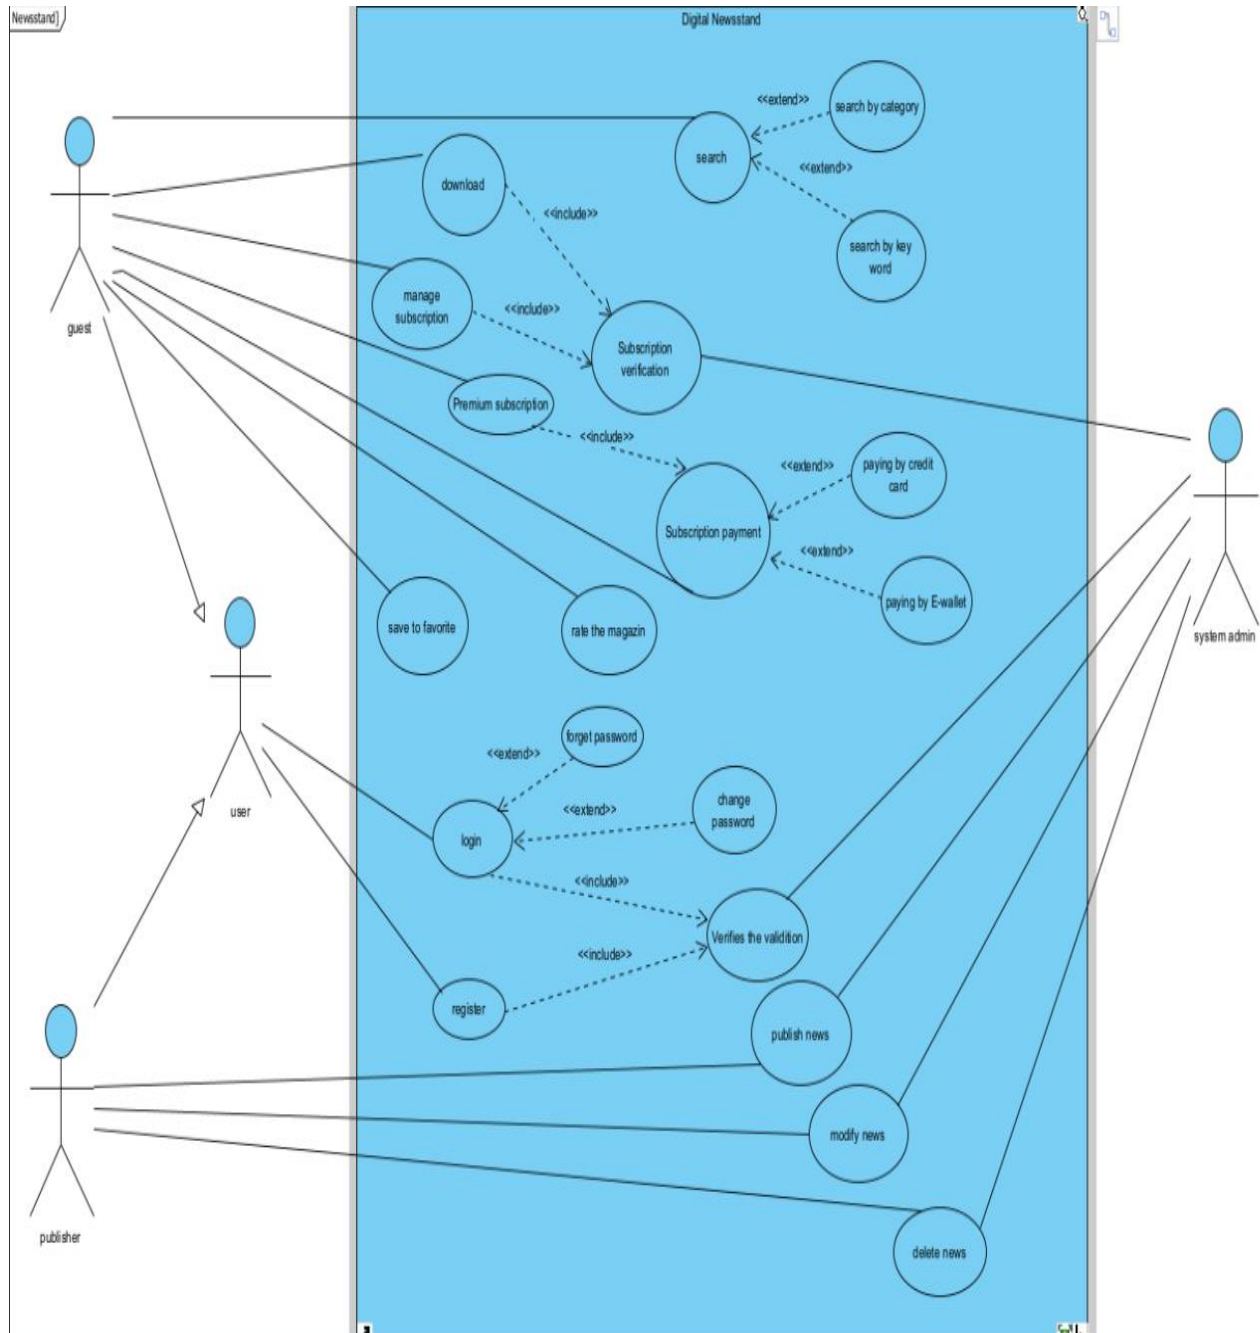 Newsstand]
Digital Newsstand
<<extend>>
search by category
search
<<extend>>
download
<<include>>
search by key
word
manage
subscription
<<include>>
guest
Subscription
verification
Premium subscription
<<include>>
<<extend>>
paying by credit
card
Subscription payment
<<extend>>
paying by E-wallet
save to favorite
rate the magazin
system admin
forget password
<<extend>>
change
password
<<extend>>
user
login
<<include>>
Verifies the validition
<<include>>
register
publish news
modify news
publisher
delete news